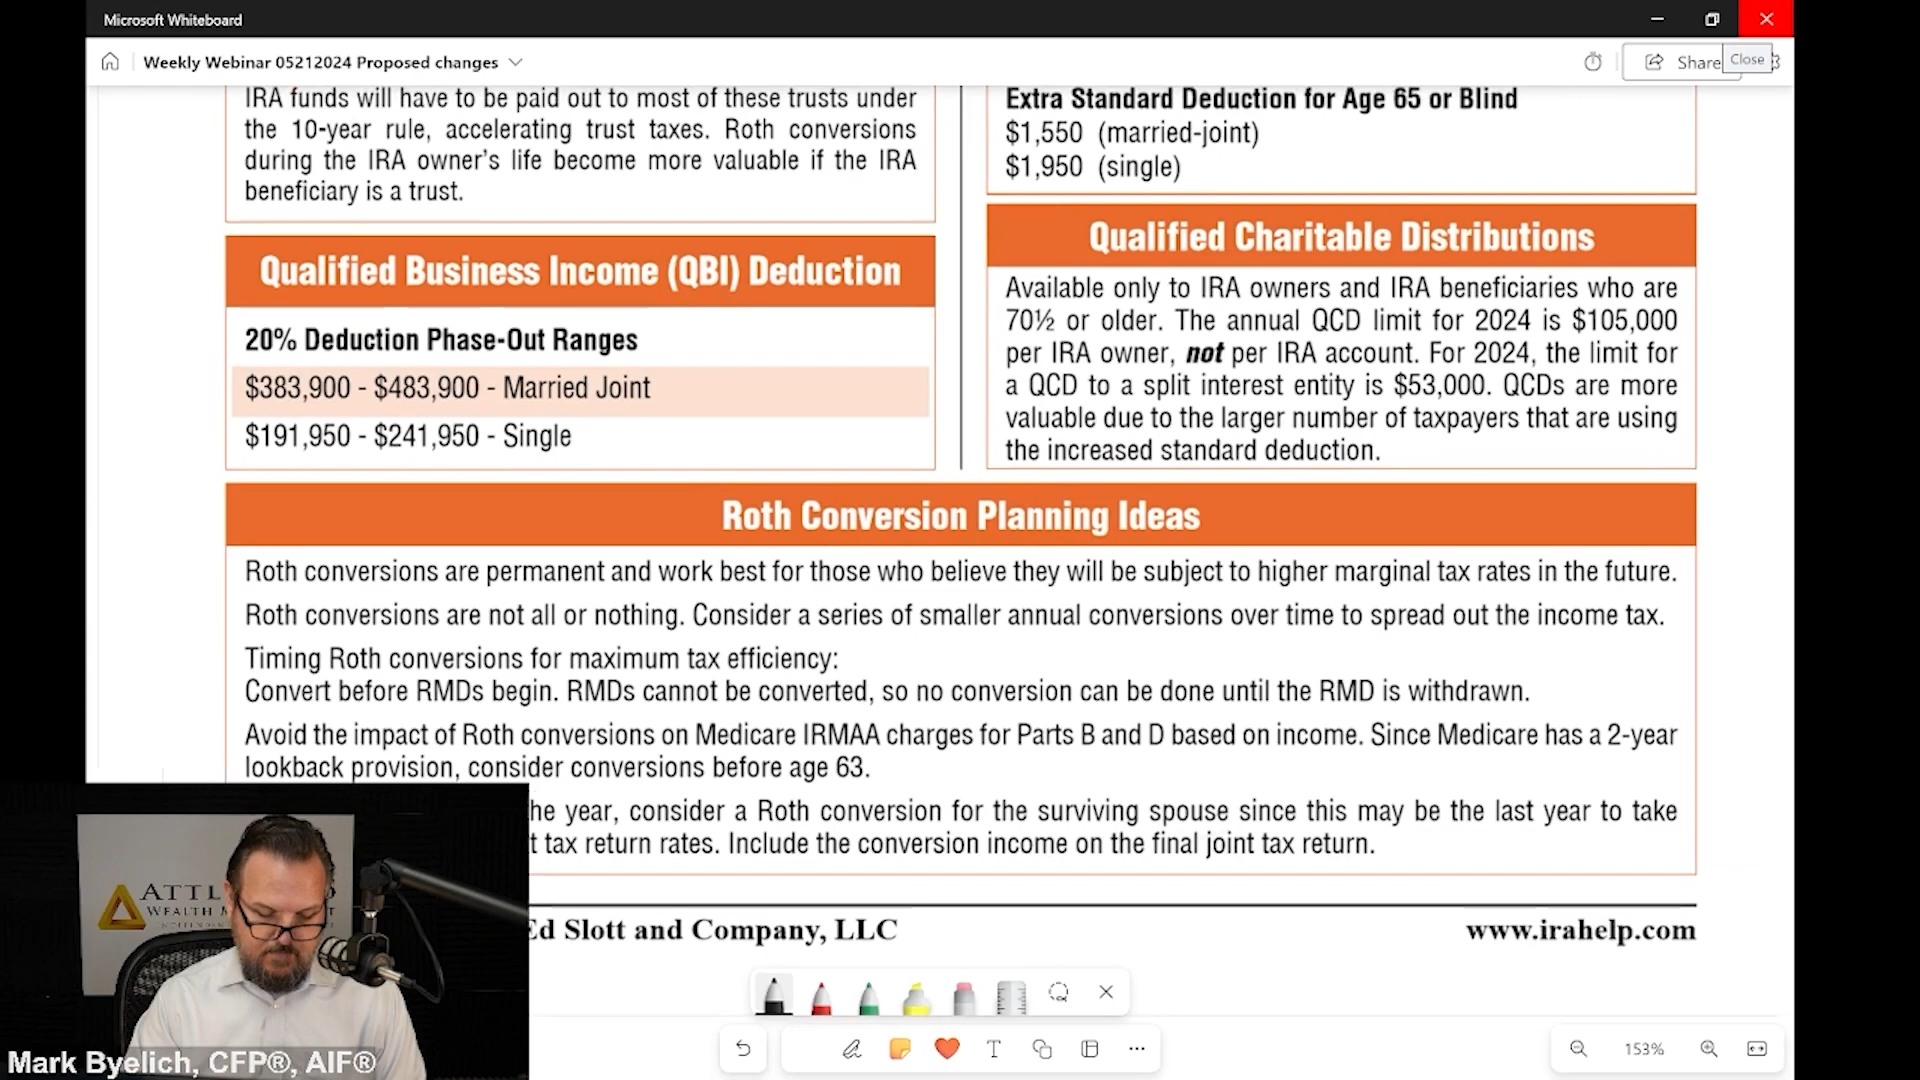 Microsoft Whiteboard
Weekly Webinar 05212024 Proposed changes
Share
Close
IRA funds will have to be paid out to most of these trusts under
the 10-year rule, accelerating trust taxes. Roth conversions
during the IRA owner's life become more valuable if the IRA
beneficiary is a trust.
Qualified Business Income (QBI) Deduction
20% Deduction Phase-Out Ranges
$383,900 - $483,900 - Married Joint
$191,950 - $241,950 - Single
Extra Standard Deduction for Age 65 or Blind
$1,550 (married-joint)
$1,950 (single)
Qualified Charitable Distributions
Available only to IRA owners and IRA beneficiaries who are
70½ or older. The annual QCD limit for 2024 is $105,000
per IRA owner, not per IRA account. For 2024, the limit for
a QCD to a split interest entity is $53,000. QCDs are more
valuable due to the larger number of taxpayers that are using
the increased standard deduction.
Roth Conversion Planning Ideas
Roth conversions are permanent and work best for those who believe they will be subject to higher marginal tax rates in the future.
Roth conversions are not all or nothing. Consider a series of smaller annual conversions over time to spread out the income tax.
Timing Roth conversions for maximum tax efficiency:
Convert before RMDs begin. RMDs cannot be converted, so no conversion can be done until the RMD is withdrawn.
Avoid the impact of Roth conversions on Medicare IRMAA charges for Parts B and D based on income. Since Medicare has a 2-year
lookback provision, consider conversions before age 63.
the year, consider a Roth conversion for the surviving spouse since this may be the last year to take
t tax return rates. Include the conversion income on the final joint tax return.
Ed Slott and Company, LLC
www.irahelp.com
ATTL
WEALTH
Mark Byelich, CFP®, AIF®
153%